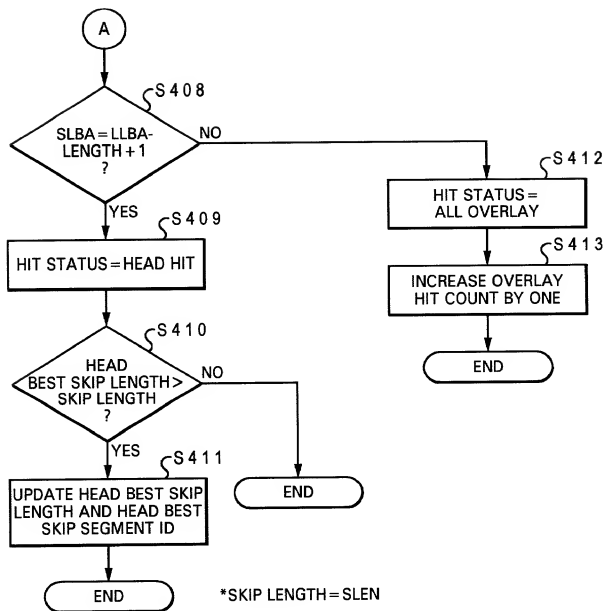 A
S408
SLBA=LLBA-
LENGTH+1
?
NO
YES
S409
HIT STATUS=HEAD HIT
S410
HEAD
BEST SKIP LENGTH>
SKIP LENGTH
?
NO
YES
S411
UPDATE HEAD BEST SKIP
LENGTH AND HEAD BEST
SKIP SEGMENT ID
END
END
S412
HIT STATUS=
ALL OVERLAY
S413
INCREASE OVERLAY
HIT COUNT BY ONE
END
*SKIP LENGTH=SLEN